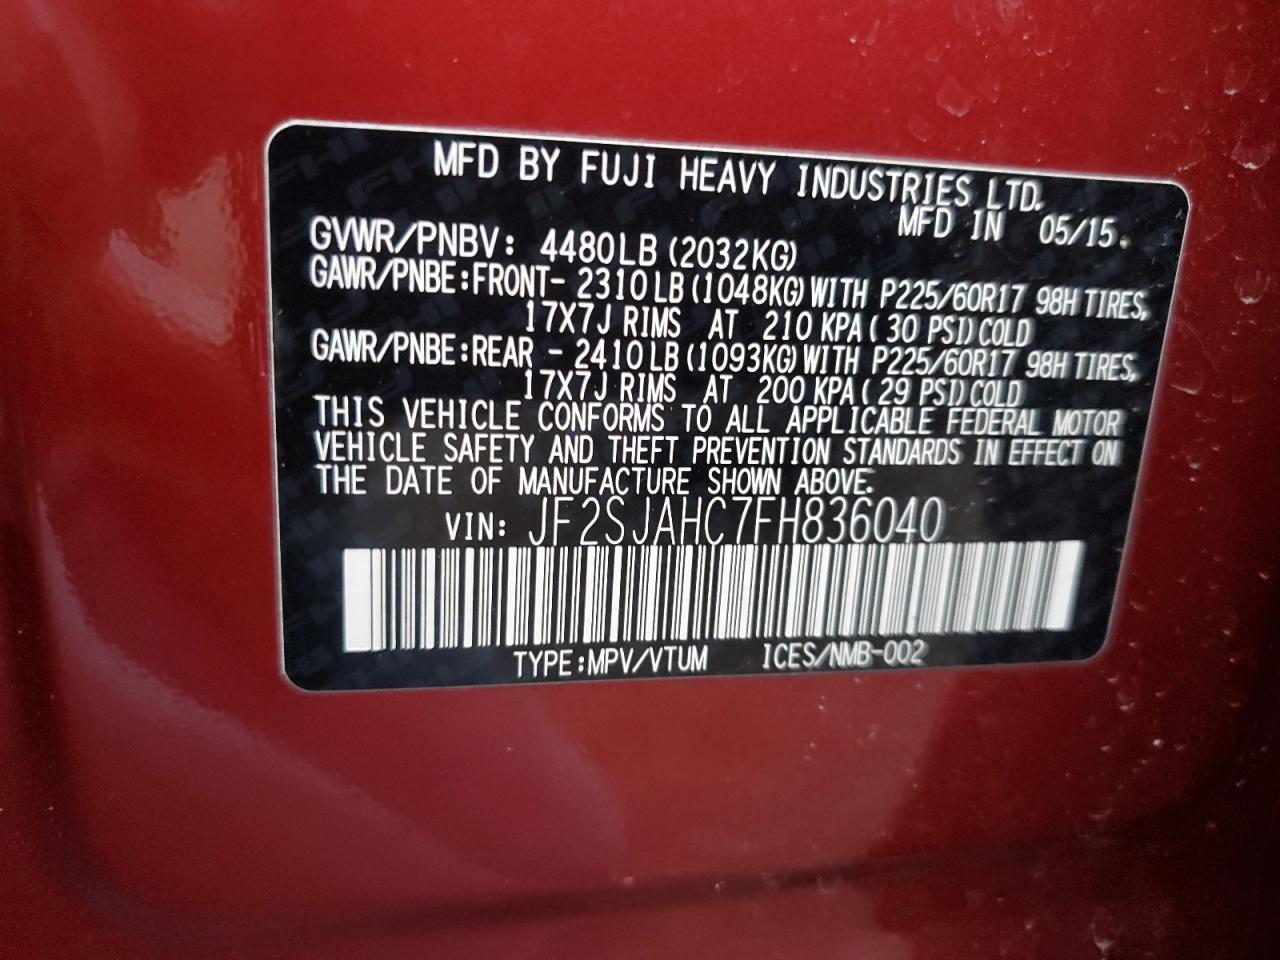 MFD BY FUJI HEAVY INDUSTRIES LTD.
MFD IN 05/15.
GVWR/PNBV: 4480LB (2032KG)
GAWR/PNBE:FRONT- 2310LB (1048KG) WITH P225/60R17 98H TIRES,
17X7J RIMS AT 210 KPA ( 30 PSI) COLD
GAWR/PNBE:REAR - 2410LB (1093KG) WITH P225/60R17 98H TIRES,
17X7J RIMS AT 200 KPA ( 29 PSI) COLD
THIS VEHICLE CONFORMS TO ALL APPLICABLE FEDERAL MOTOR
VEHICLE SAFETY AND THEFT PREVENTION STANDARDS IN EFFECT ON
THE DATE OF MANUFACTURE SHOWN ABOVE.
VIN: JF2SJAHC7FH836040
TYPE:MPV/VTUM ICES/NMB-002